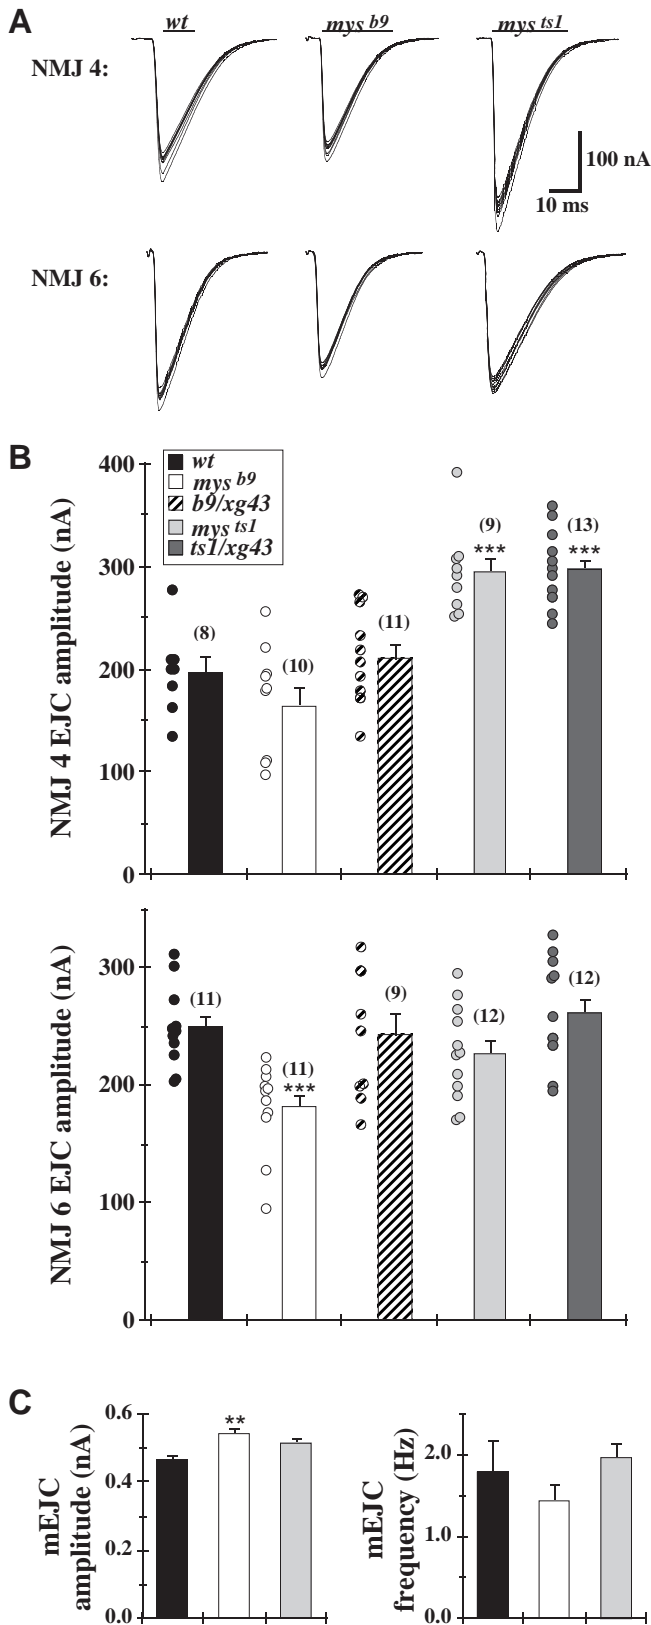 A
wt mys b9 mys ts1
NMJ 4:
100 nA
10 ms
NMJ 6:
B
wt
mys b9
b9/xg43
mys ts1
ts1/xg43
NMJ 4 EJC amplitude (nA)
400
300
200
100
0
(8)
(10)
(11)
(9)
***
(13)
***
NMJ 6 EJC amplitude (nA)
300
200
100
0
(11)
(11)
***
(9)
(12)
(12)
C
mEJC
amplitude (nA)
0.6
0.4
0.2
0.0
**
mEJC
frequency (Hz)
2.0
1.0
0.0